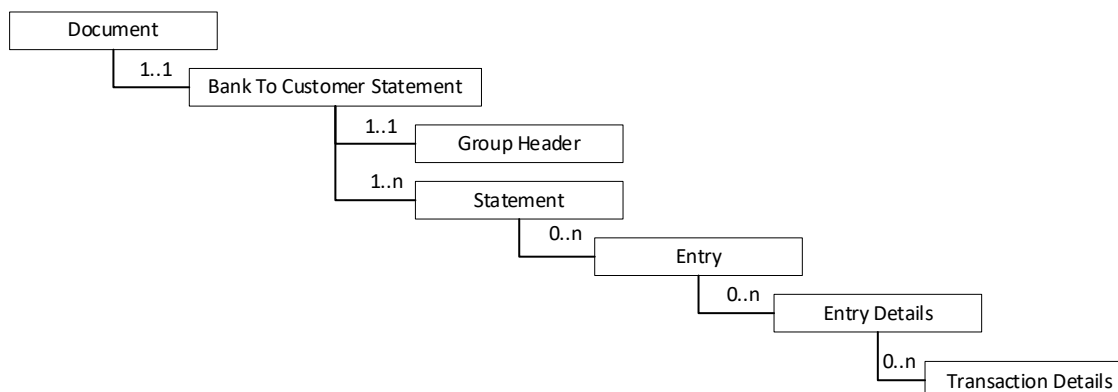 Document
1..1
Bank To Customer Statement
1..1
Group Header
1..n
Statement
0..n
Entry
0..n
Entry Details
0..n
Transaction Details